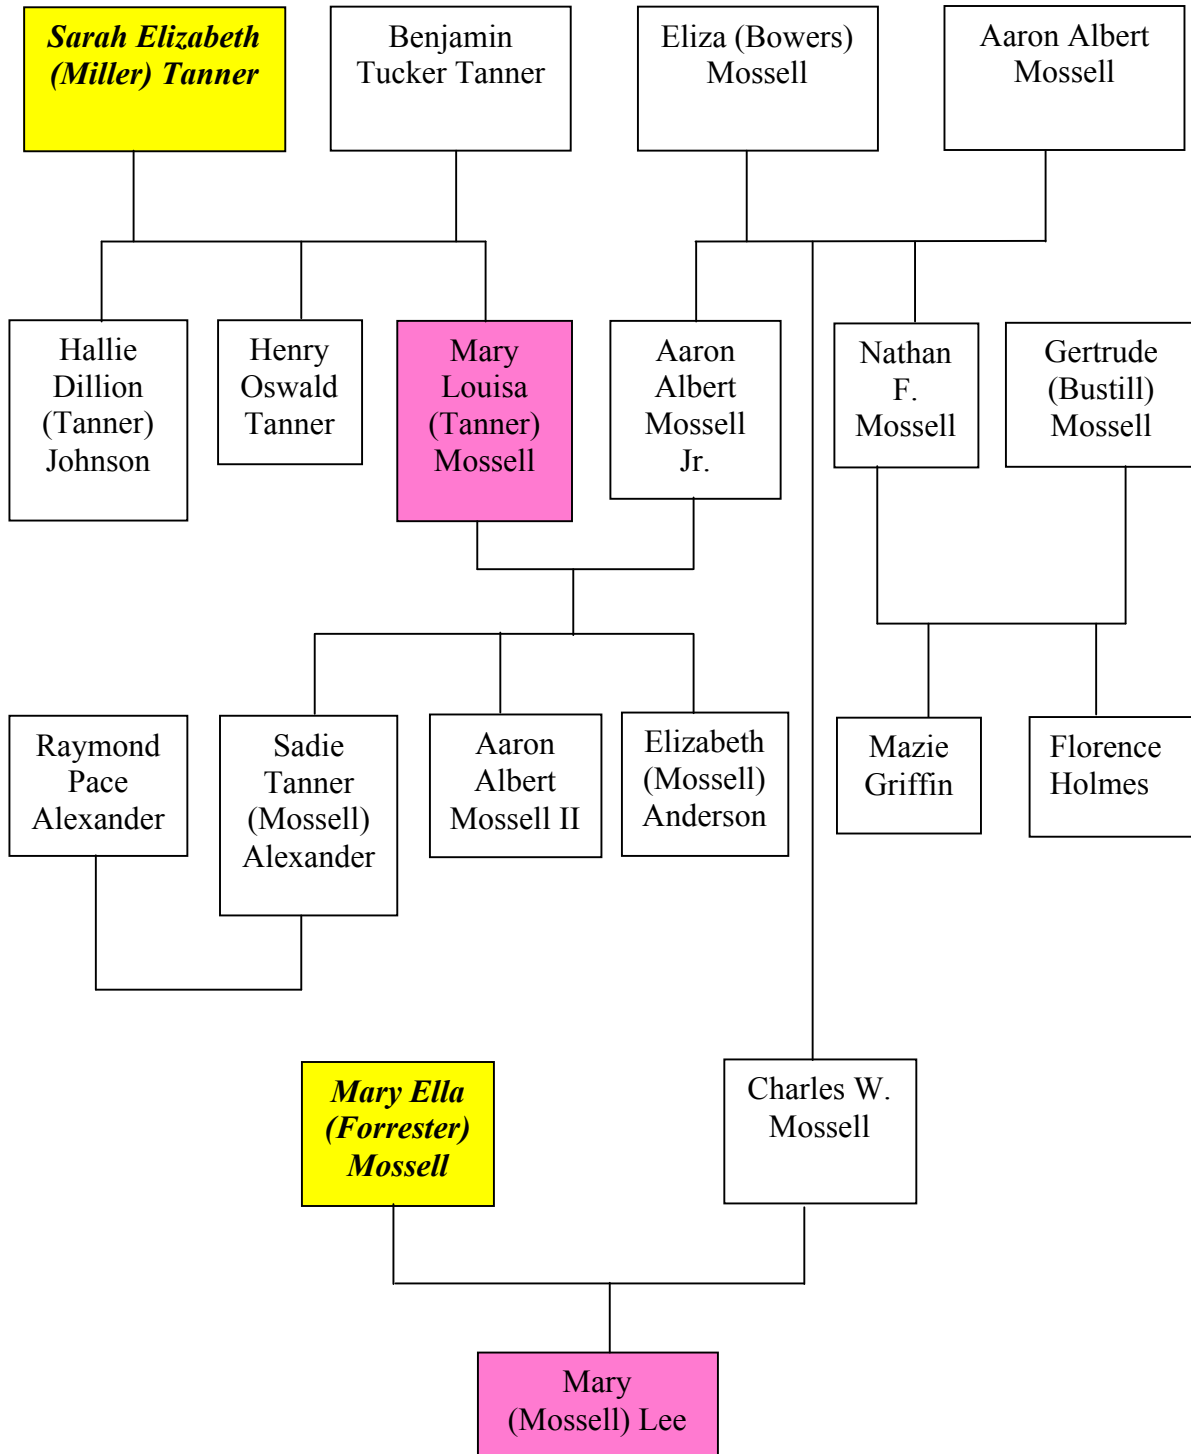 Sarah Elizabeth
(Miller) Tanner
Benjamin
Tucker Tanner
Eliza (Bowers)
Mossell
Aaron Albert
Mossell
Hallie
Dillion
(Tanner)
Johnson
Henry
Oswald
Tanner
Mary
Louisa
(Tanner)
Mossell
Aaron
Albert
Mossell
Jr.
Nathan
F.
Mossell
Gertrude
(Bustill)
Mossell
Raymond
Pace
Alexander
Sadie
Tanner
(Mossell)
Alexander
Aaron
Albert
Mossell II
Elizabeth
(Mossell)
Anderson
Mazie
Griffin
Florence
Holmes
Mary Ella
(Forrester)
Mossell
Charles W.
Mossell
Mary
(Mossell) Lee